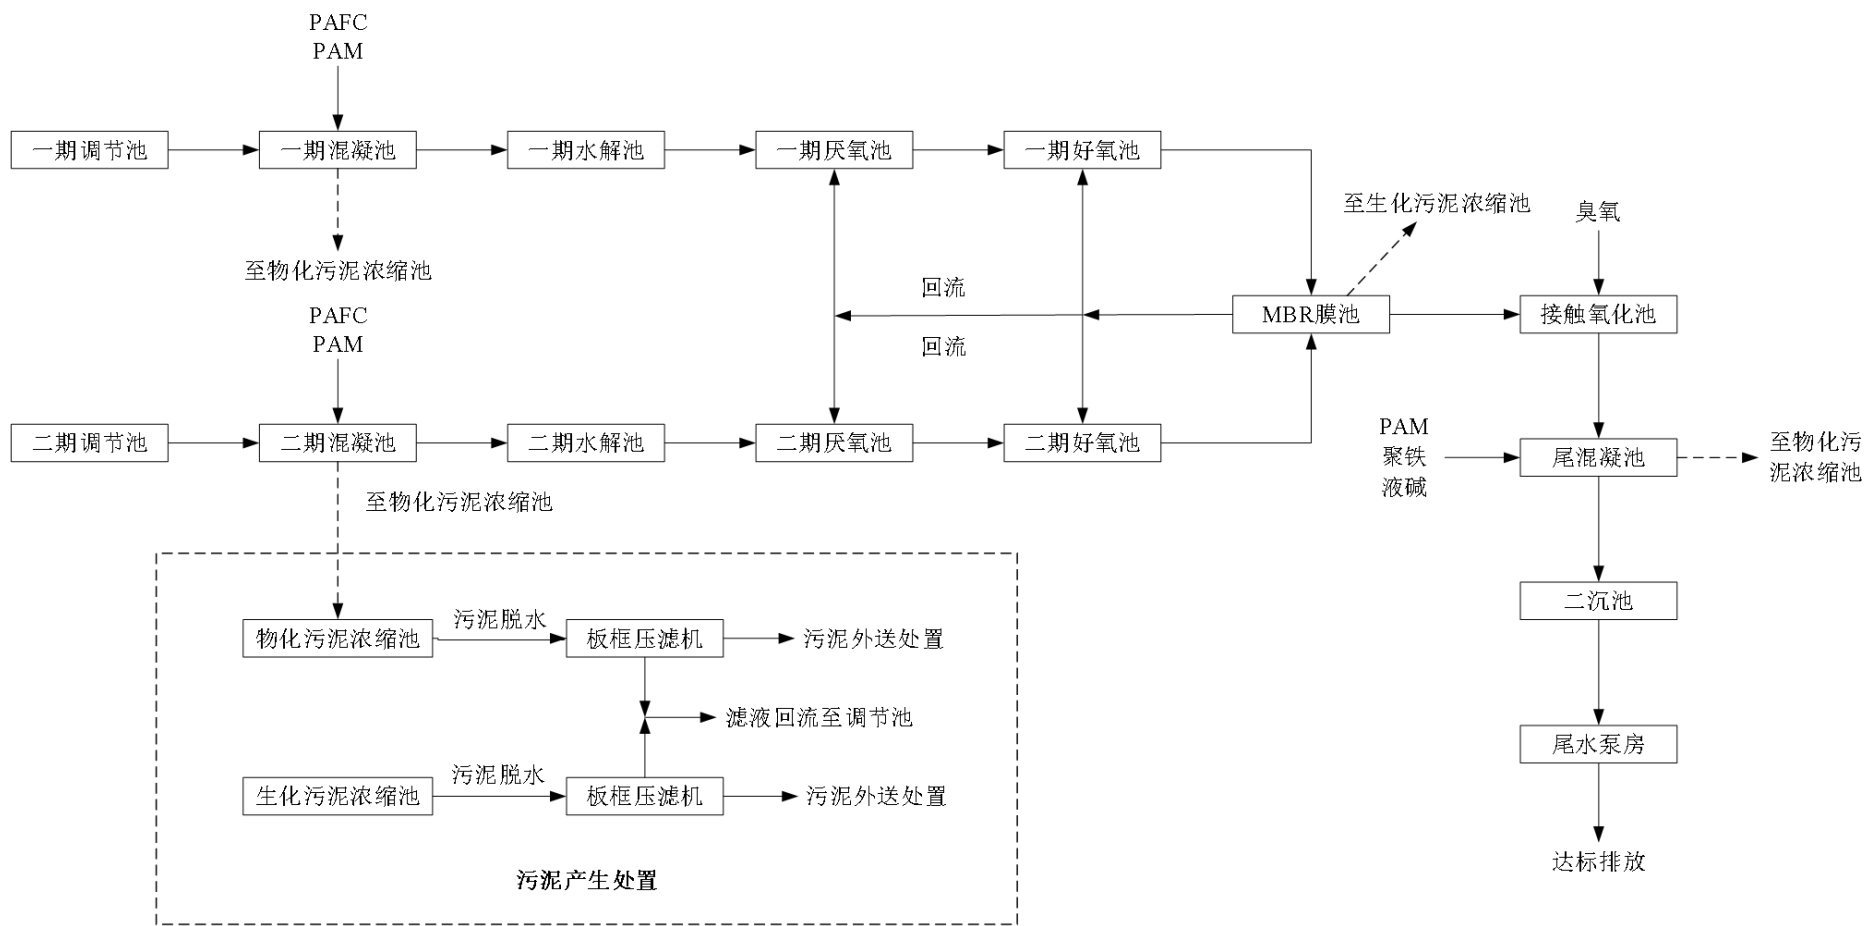 PAFC
PAM
一期调节池
一期混凝池
一期水解池
一期厌氧池
一期好氧池
至物化污泥浓缩池
至生化污泥浓缩池
臭氧
回流
回流
MBR膜池
接触氧化池
PAFC
PAM
二期调节池
二期混凝池
二期水解池
二期厌氧池
二期好氧池
PAM
聚铁
液碱
尾混凝池
至物化污
泥浓缩池
至物化污泥浓缩池
二沉池
尾水泵房
达标排放
物化污泥浓缩池
污泥脱水
板框压滤机
污泥外送处置
滤液回流至调节池
生化污泥浓缩池
污泥脱水
板框压滤机
污泥外送处置
污泥产生处置